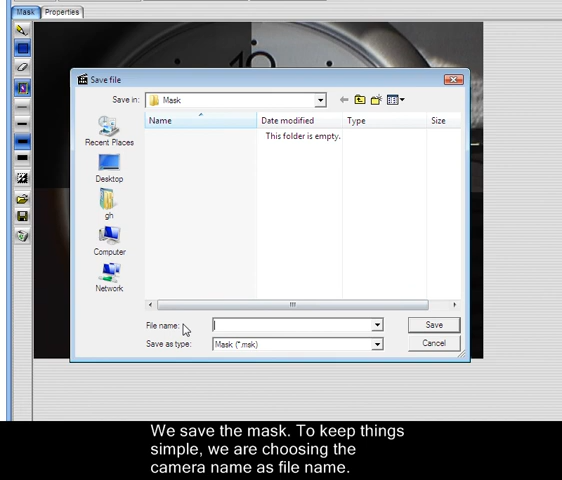 Mask Properties
10
Save file
Save in: Mask
Name Date modified Type Size
This folder is empty.
Recent Places
Desktop
gh
Computer
Network
File name: Save
Save as type: Mask (*.msk) Cancel
We save the mask. To keep things
simple, we are choosing the
camera name as file name.